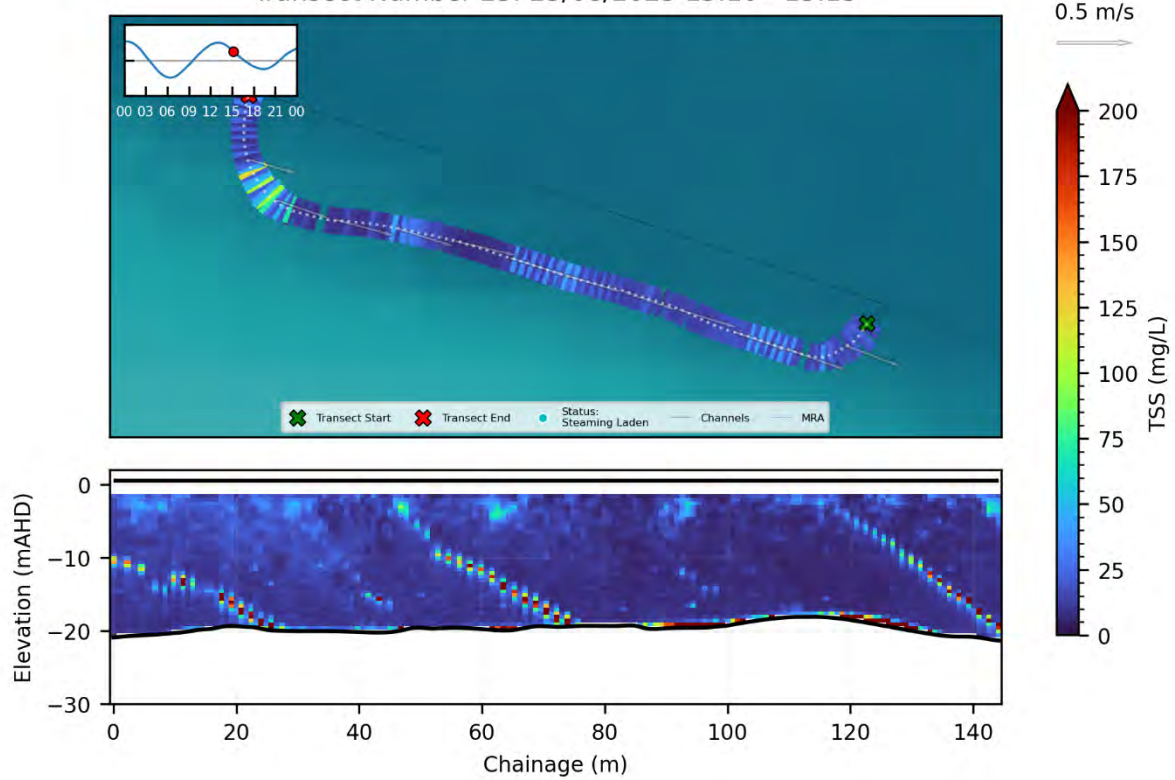 0.5 m/s
00 03 06 09 12 15 18 21 00
Transect Start
Transect End
Status:
Steaming Laden
Channels
MRA
200
175
150
125
100
75
50
25
0
TSS (mg/L)
Elevation (mAHD)
0
−10
−20
−30
0 20 40 60 80 100 120 140
Chainage (m)